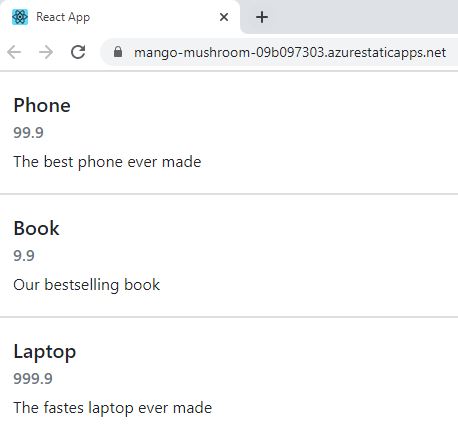 React App
mango-mushroom-09b097303.azurestaticapps.net
Phone
99.9
The best phone ever made
Book
9.9
Our bestselling book
Laptop
999.9
The fastes laptop ever made